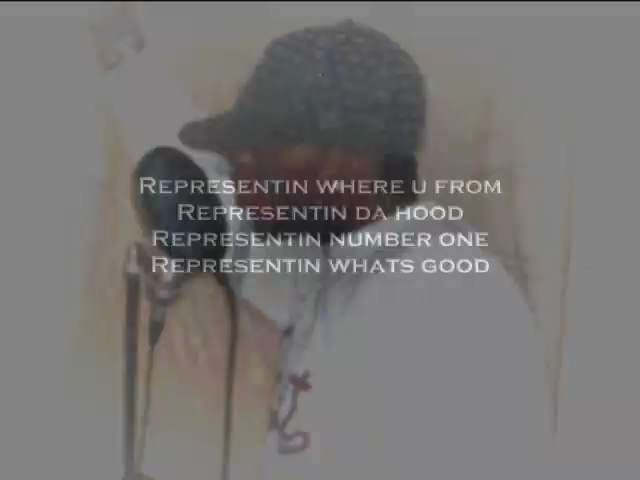 Representin where u from
Representin da hood
Representin number one
Representin whats good